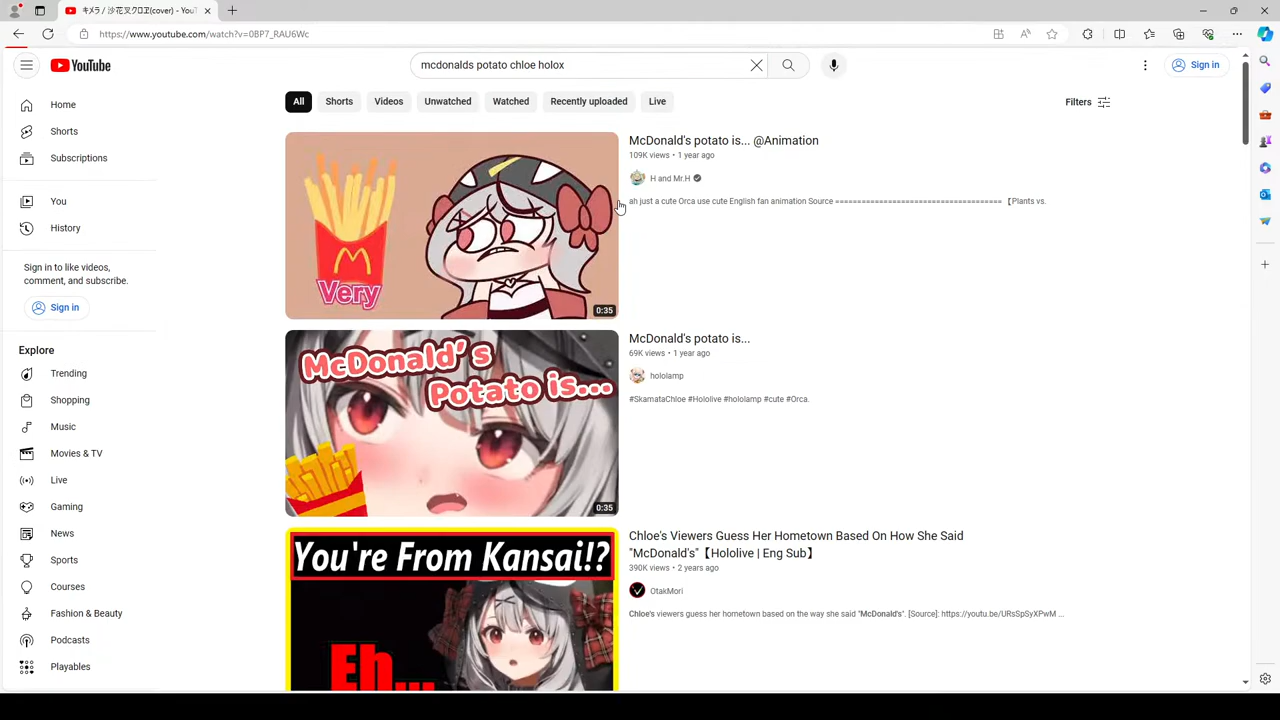 キメラ / 沙花叉クロヱ(cover) - YouT
https://www.youtube.com/watch?v=0BP7_RAU6Wc
YouTube
mcdonalds potato chloe holox
Sign in
All
Shorts
Videos
Unwatched
Watched
Recently uploaded
Live
Filters
Home
Shorts
Subscriptions
You
History
Sign in to like videos,
comment, and subscribe.
Sign in
Explore
Trending
Shopping
Music
Movies & TV
Live
Gaming
News
Sports
Courses
Fashion & Beauty
Podcasts
Playables
Very
0:35
McDonald's potato is... @Animation
109K views • 1 year ago
H and Mr.H
ah just a cute Orca use cute English fan animation Source ===================================== 【Plants vs.
McDonald's
Potato is...
0:35
McDonald's potato is...
69K views • 1 year ago
hololamp
#SkamataChloe #Hololive #hololamp #cute #Orca.
You're From Kansai!?
Eh...
Chloe's Viewers Guess Her Hometown Based On How She Said
"McDonald's"【Hololive | Eng Sub】
390K views • 2 years ago
OtakMori
Chloe's viewers guess her hometown based on the way she said "McDonald's". [Source]: https://youtu.be/URsSpSyXPwM ...